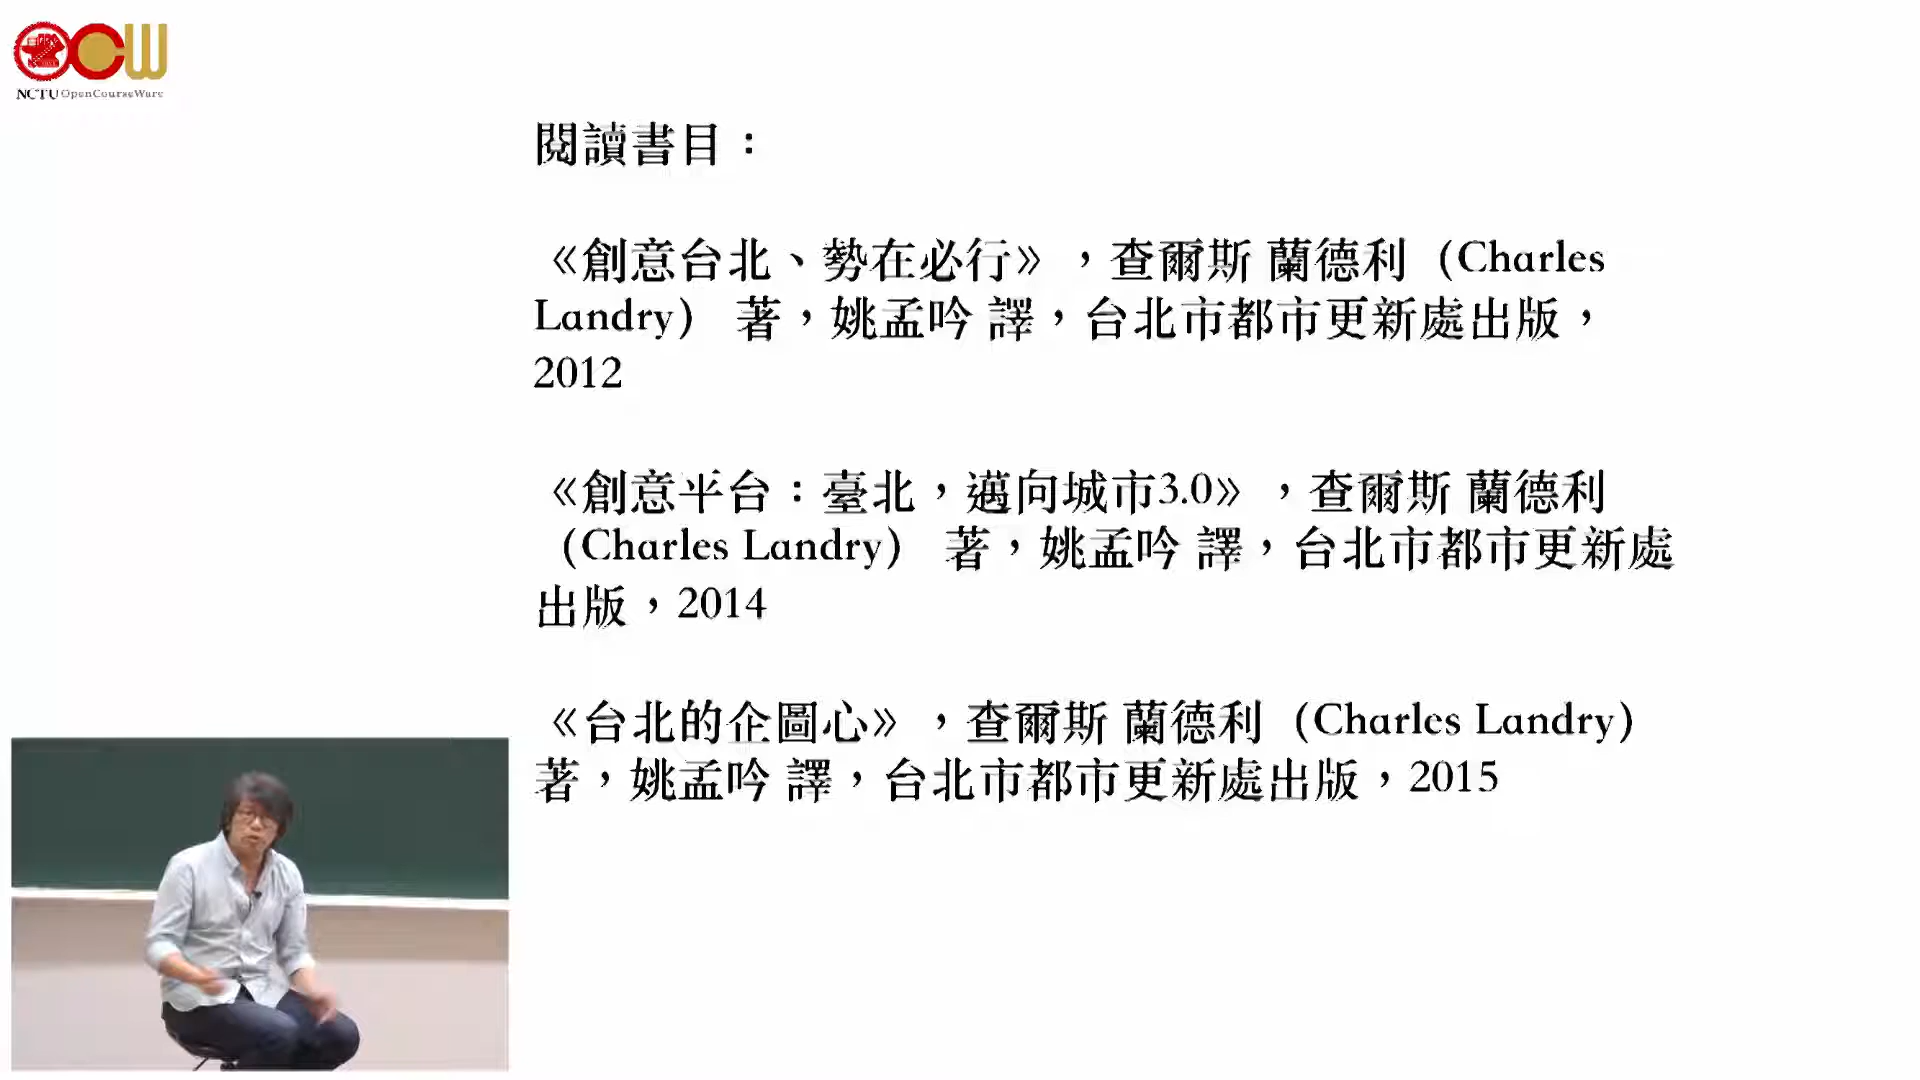 NCTU OpenCourseWare
閱讀書目：
《創意台北、勢在必行》，查爾斯 蘭德利（Charles
Landry） 著，姚孟吟 譯，台北市都市更新處出版，
2012
《創意平台：臺北，邁向城市3.0》，查爾斯 蘭德利
（Charles Landry） 著，姚孟吟 譯，台北市都市更新處
出版，2014
《台北的企圖心》，查爾斯 蘭德利（Charles Landry）
著，姚孟吟 譯，台北市都市更新處出版，2015